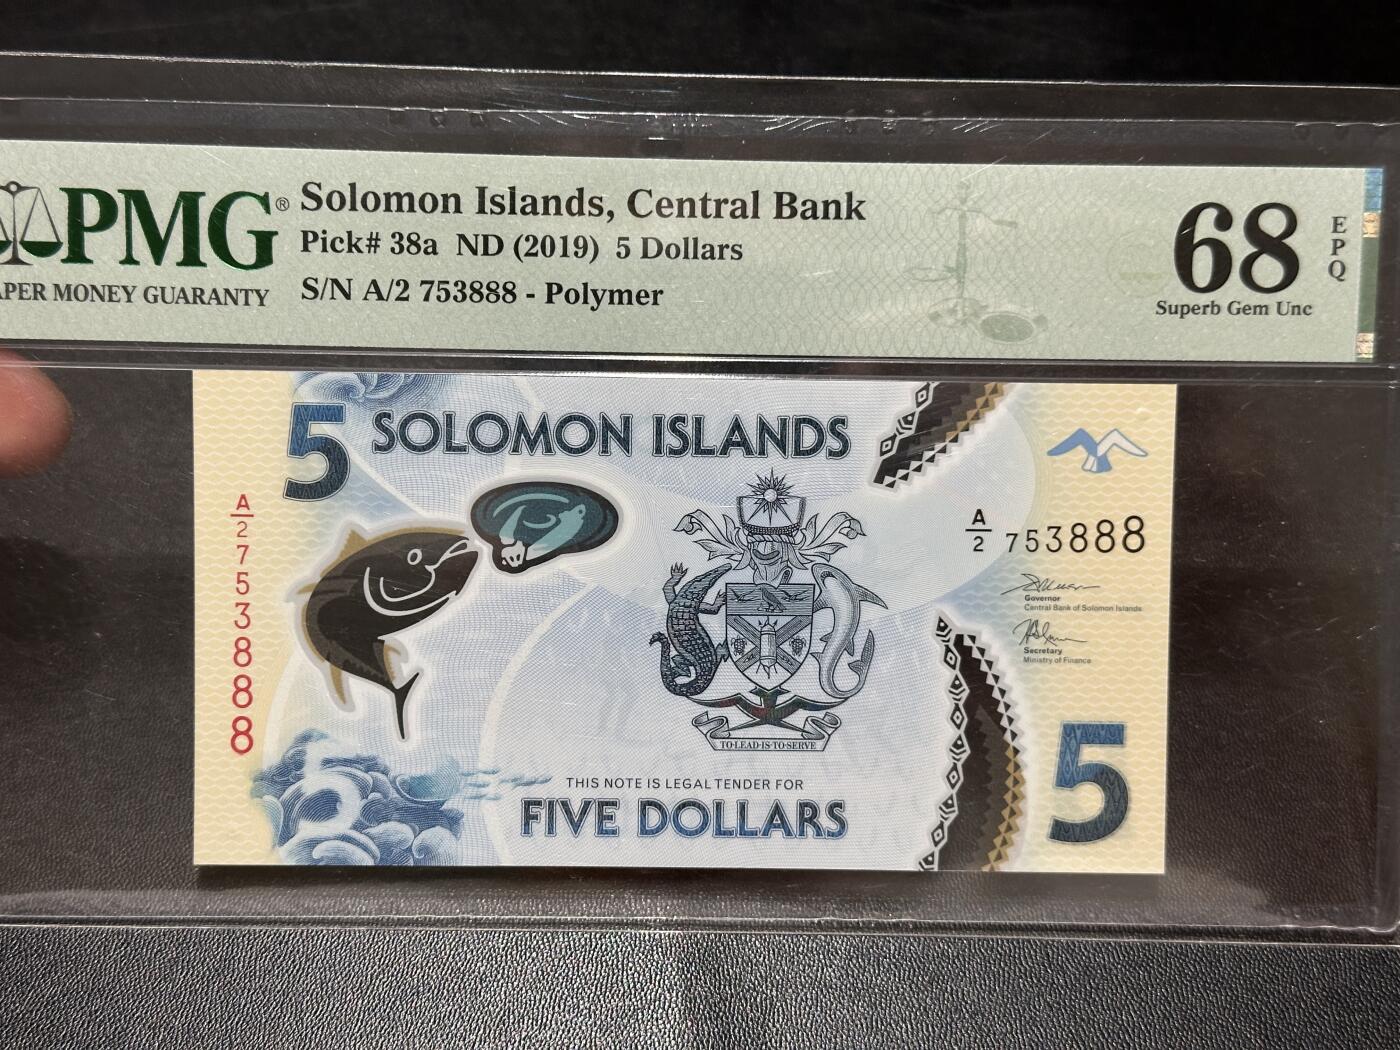 PMG®
APER MONEY GUARANTY
Solomon Islands, Central Bank
Pick# 38a ND (2019) 5 Dollars
S/N A/2 753888 - Polymer
68
EPQ
Superb Gem Unc
5
SOLOMON ISLANDS
A/2 753888
A/2 753888
Governor
Central Bank of Solomon Islands
Secretary
Ministry of Finance
TO·LEAD·IS·TO·SERVE
THIS NOTE IS LEGAL TENDER FOR
FIVE DOLLARS
5